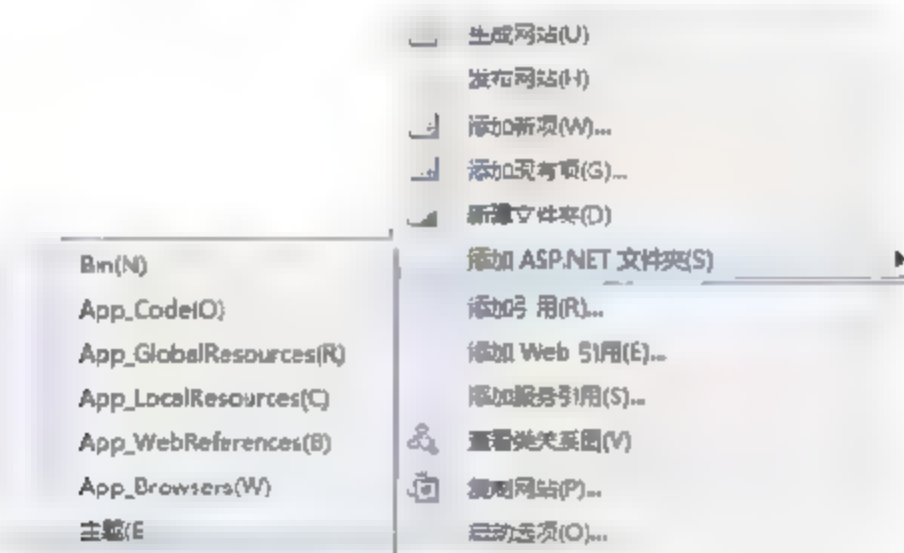 生成网站(U)
发布网站(H)
添加新项(W)...
添加现有项(G)...
新建文件夹(D)
添加 ASP.NET 文件夹(S)
添加引用(R)...
添加 Web 引用(E)...
添加服务引用(S)...
查看类关系图(V)
复制网站(P)...
启动选项(O)...
Bin(N)
App_Code(O)
App_GlobalResources(R)
App_LocalResources(C)
App_WebReferences(B)
App_Browsers(W)
主题(E